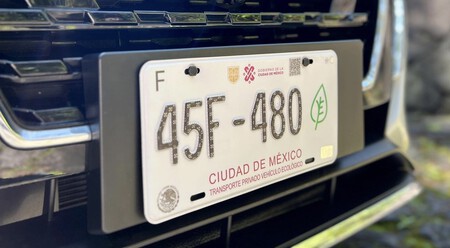 F
GOBIERNO DE LA
CIUDAD DE MÉXICO
45F-480
CIUDAD DE MÉXICO
TRANSPORTE PRIVADO VEHÍCULO ECOLÓGICO